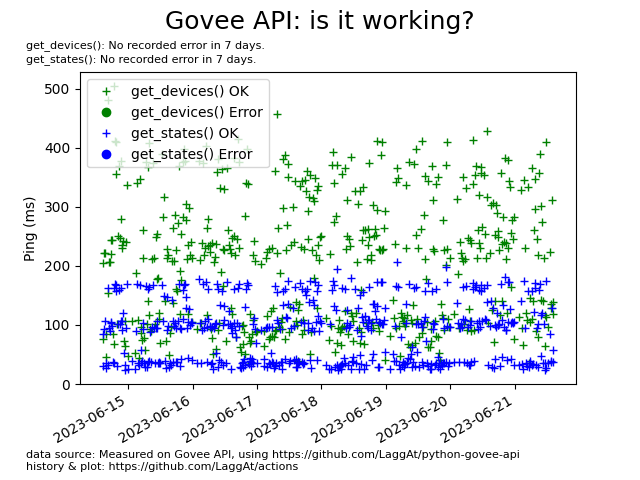 Govee API: is it working?
get_devices(): No recorded error in 7 days.
get_states(): No recorded error in 7 days.
get_devices() OK
get_devices() Error
get_states() OK
get_states() Error
Ping (ms)
500
400
300
200
100
0
2023-06-15
2023-06-16
2023-06-17
2023-06-18
2023-06-19
2023-06-20
2023-06-21
data source: Measured on Govee API, using https://github.com/LaggAt/python-govee-api
history & plot: https://github.com/LaggAt/actions